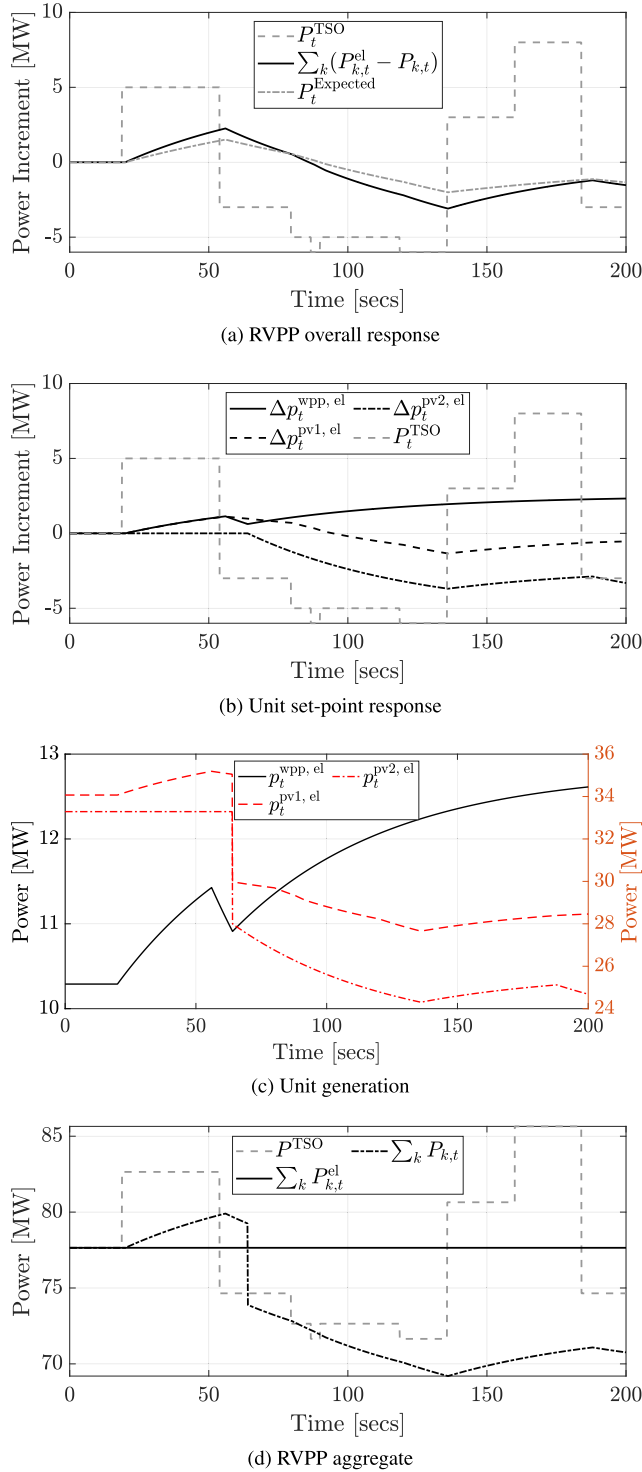 10
5
0
-5
Power Increment [MW]
P_t^TSO
∑_k(P_{k,t}^el − P_{k,t})
P_t^Expected
0 50 100 150 200
Time [secs]
(a) RVPP overall response
10
5
0
-5
Power Increment [MW]
Δp_t^{wpp, el} Δp_t^{pv2, el}
Δp_t^{pv1, el} P_t^TSO
0 50 100 150 200
Time [secs]
(b) Unit set-point response
13
12
11
10
Power [MW]
p_t^{wpp, el} p_t^{pv2, el}
p_t^{pv1, el}
36
34
32
30
28
26
24
Power [MW]
0 50 100 150 200
Time [secs]
(c) Unit generation
85
80
75
70
Power [MW]
P^TSO ∑_k P_{k,t}
∑_k P_{k,t}^el
0 50 100 150 200
Time [secs]
(d) RVPP aggregate